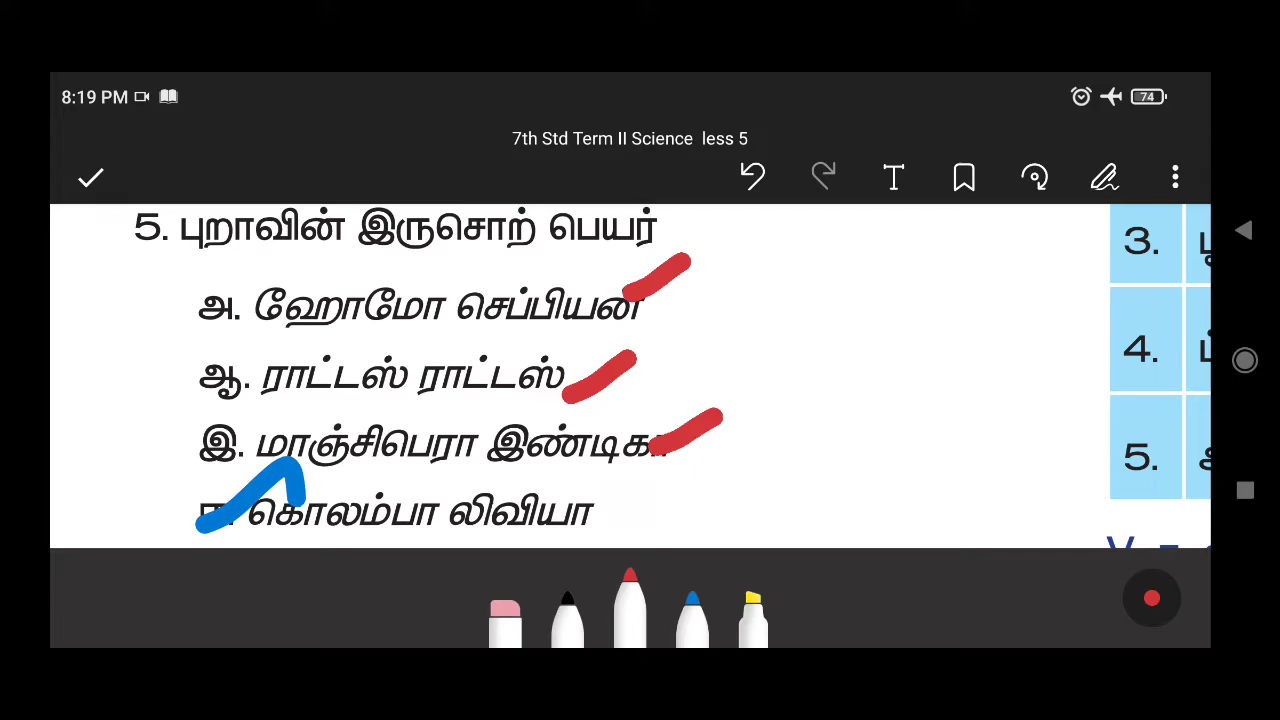 8:19 PM
74
7th Std Term II Science less 5
5. புறாவின் இருசொற் பெயர்
அ. ஹோமோ செப்பியன்
ஆ. ராட்டஸ் ராட்டஸ்
இ. மாஞ்சிபெரா இண்டிகா
ஈ. கொலம்பா லிவியா
3.
4.
5.